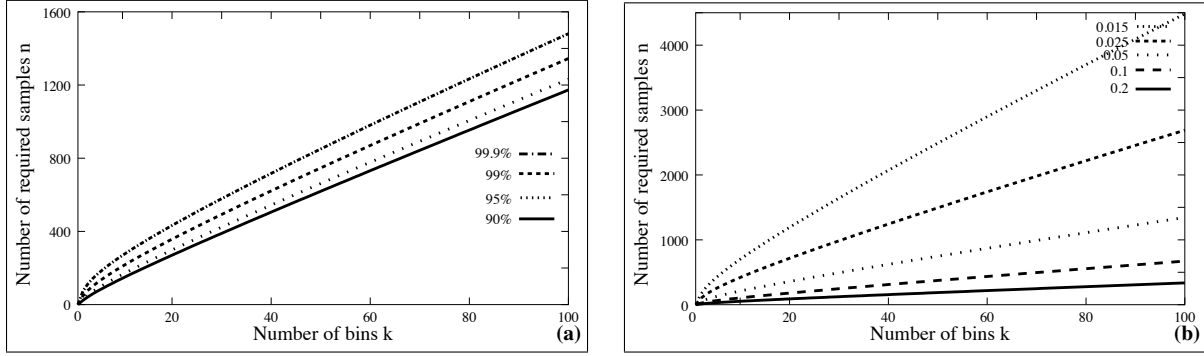 1600
1200
800
400
0
Number of required samples n
99.9%
99%
95%
90%
0 20 40 60 80 100
Number of bins k
(a)
4000
3000
2000
1000
0
Number of required samples n
0.015
0.025
0.05
0.1
0.2
0 20 40 60 80 100
Number of bins k
(b)